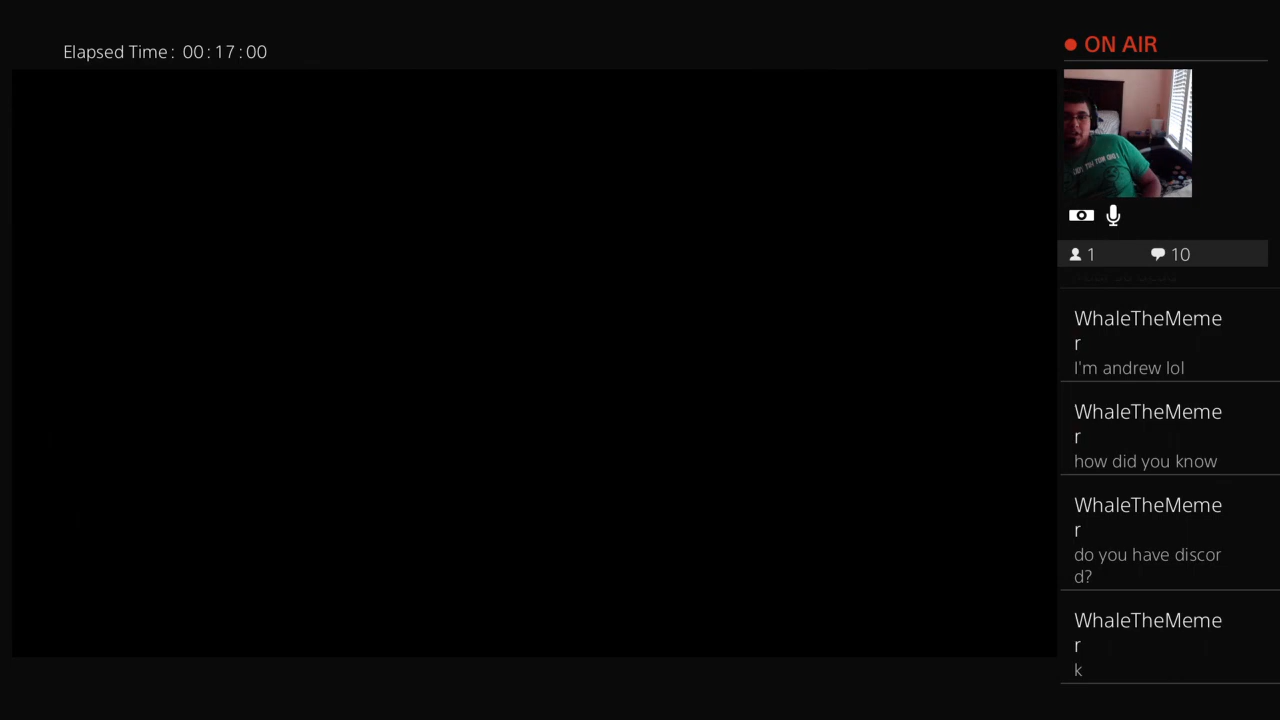 Elapsed Time: 00:17:00
ON AIR
1
10
WhaleTheMeme
r
I'm andrew lol
WhaleTheMeme
r
how did you know
WhaleTheMeme
r
do you have discor
d?
WhaleTheMeme
r
k